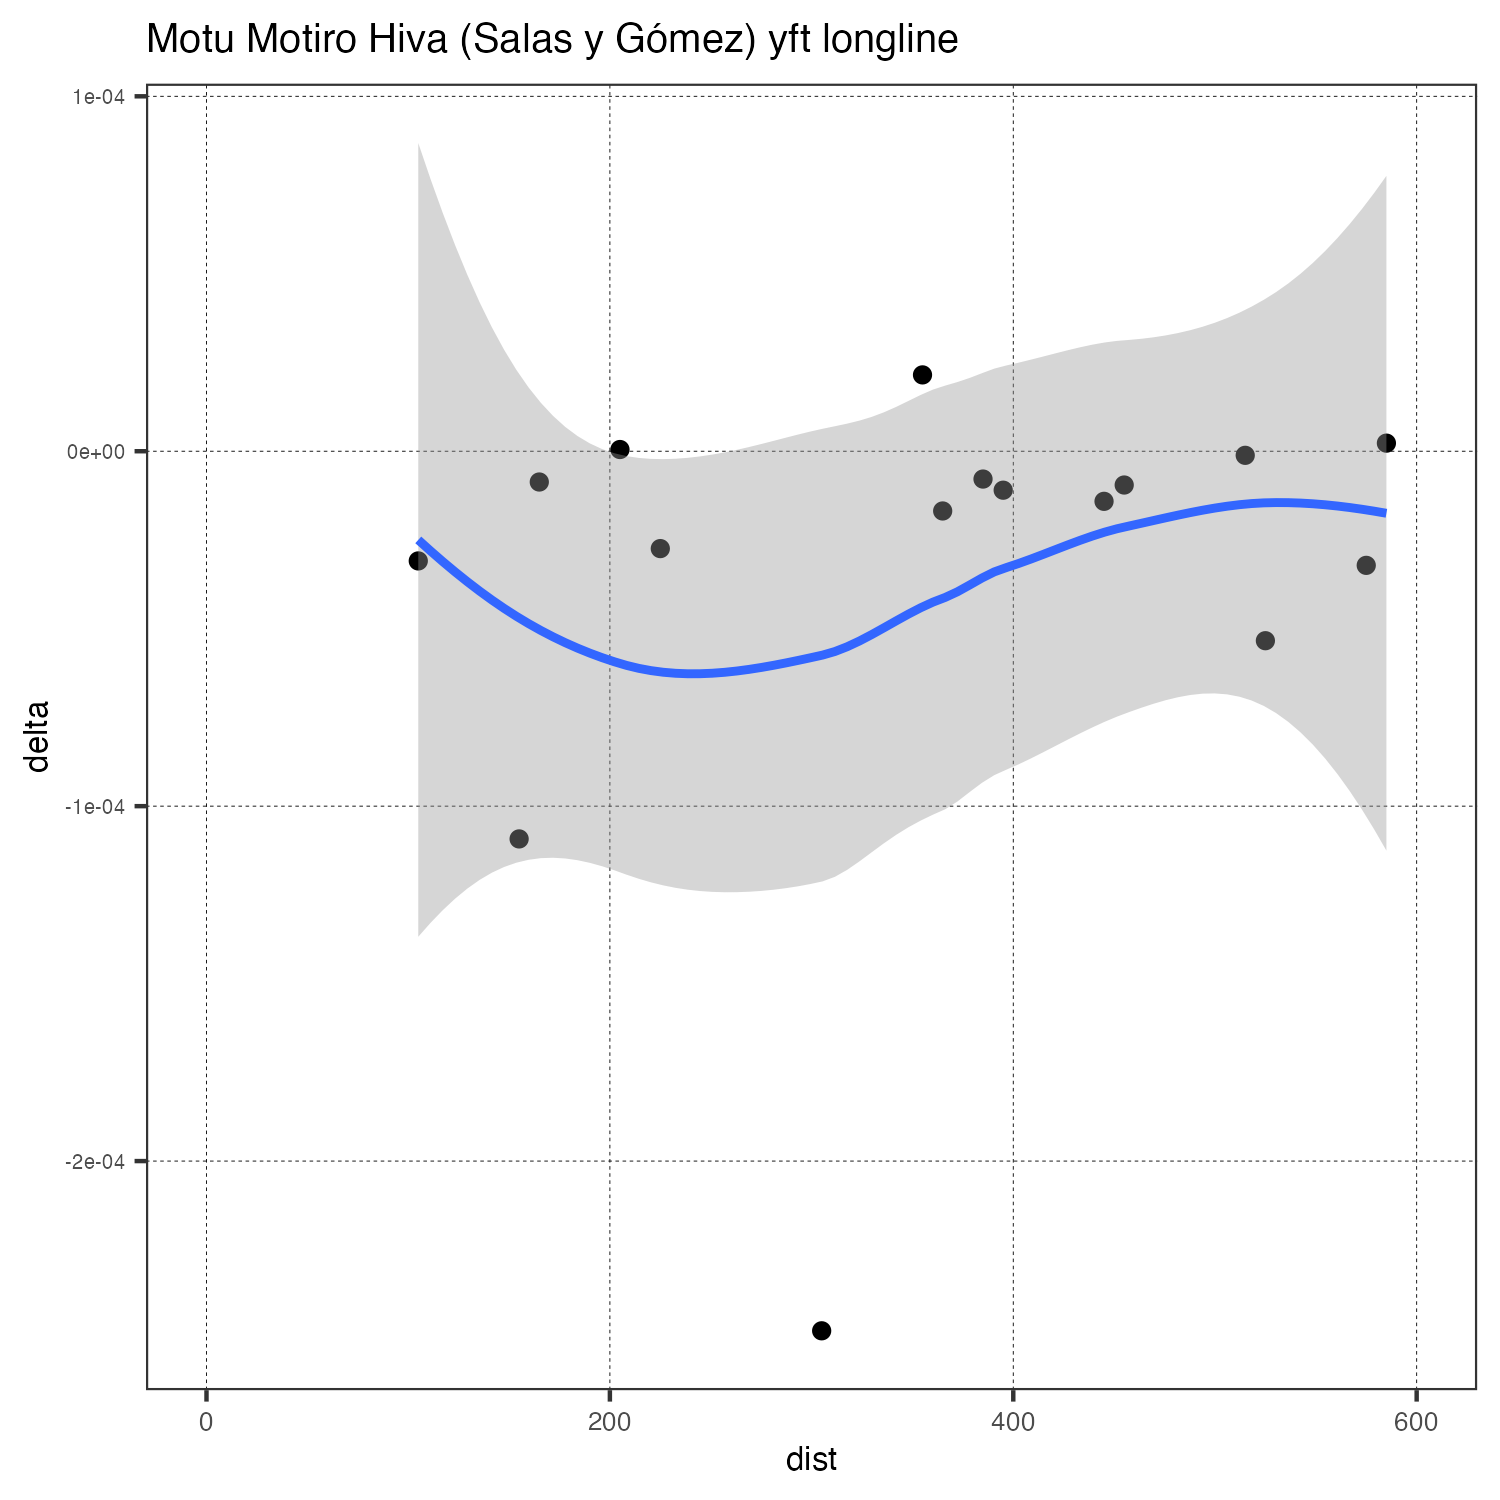 Motu Motiro Hiva (Salas y Gómez) yft longline
1e-04
0e+00
-1e-04
-2e-04
delta
0 200 400 600
dist